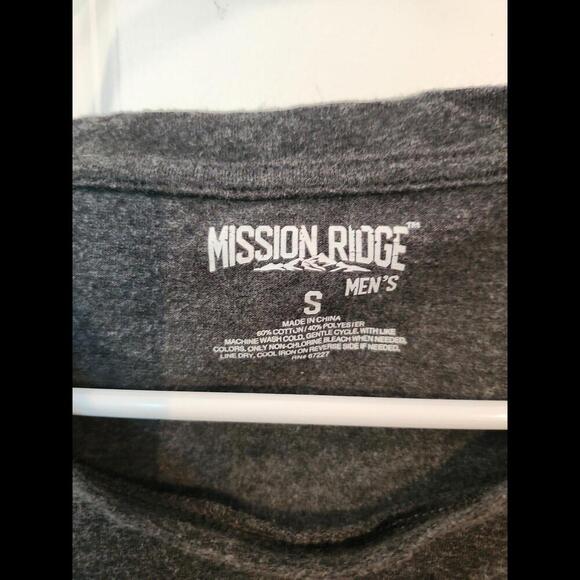 MISSION RIDGE™
MEN'S
S
MADE IN CHINA
60% COTTON / 40% POLYESTER
MACHINE WASH COLD, GENTLE CYCLE, WITH LIKE
COLORS, ONLY NON-CHLORINE BLEACH WHEN NEEDED,
LINE DRY, COOL IRON ON REVERSE SIDE IF NEEDED.
RN# 67227